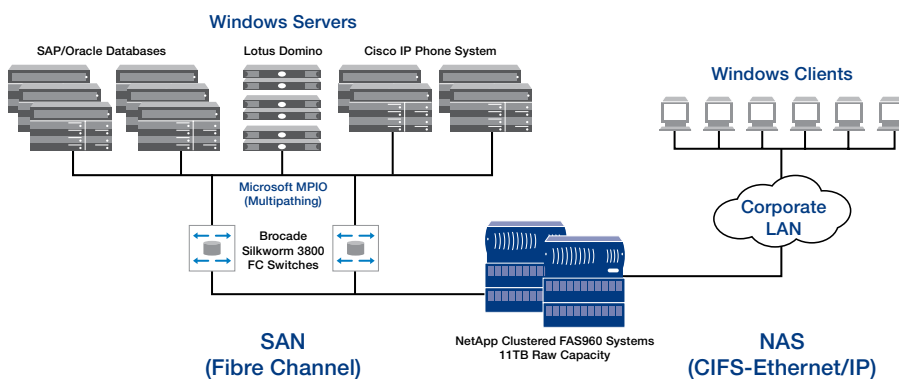 Windows Servers
SAP/Oracle Databases
Lotus Domino
Cisco IP Phone System
Windows Clients
Microsoft MPIO
(Multipathing)
Corporate
LAN
Brocade
Silkworm 3800
FC Switches
NetApp Clustered FAS960 Systems
11TB Raw Capacity
SAN
(Fibre Channel)
NAS
(CIFS-Ethernet/IP)